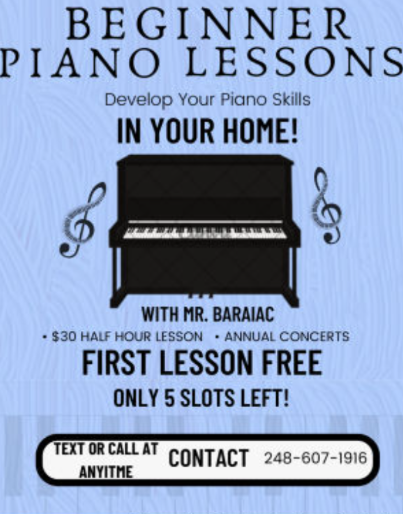 BEGINNER
PIANO LESSONS
Develop Your Piano Skills
IN YOUR HOME!
WITH MR. BARAIAC
• $30 HALF HOUR LESSON • ANNUAL CONCERTS
FIRST LESSON FREE
ONLY 5 SLOTS LEFT!
TEXT OR CALL AT
ANYITME
CONTACT
248-607-1916